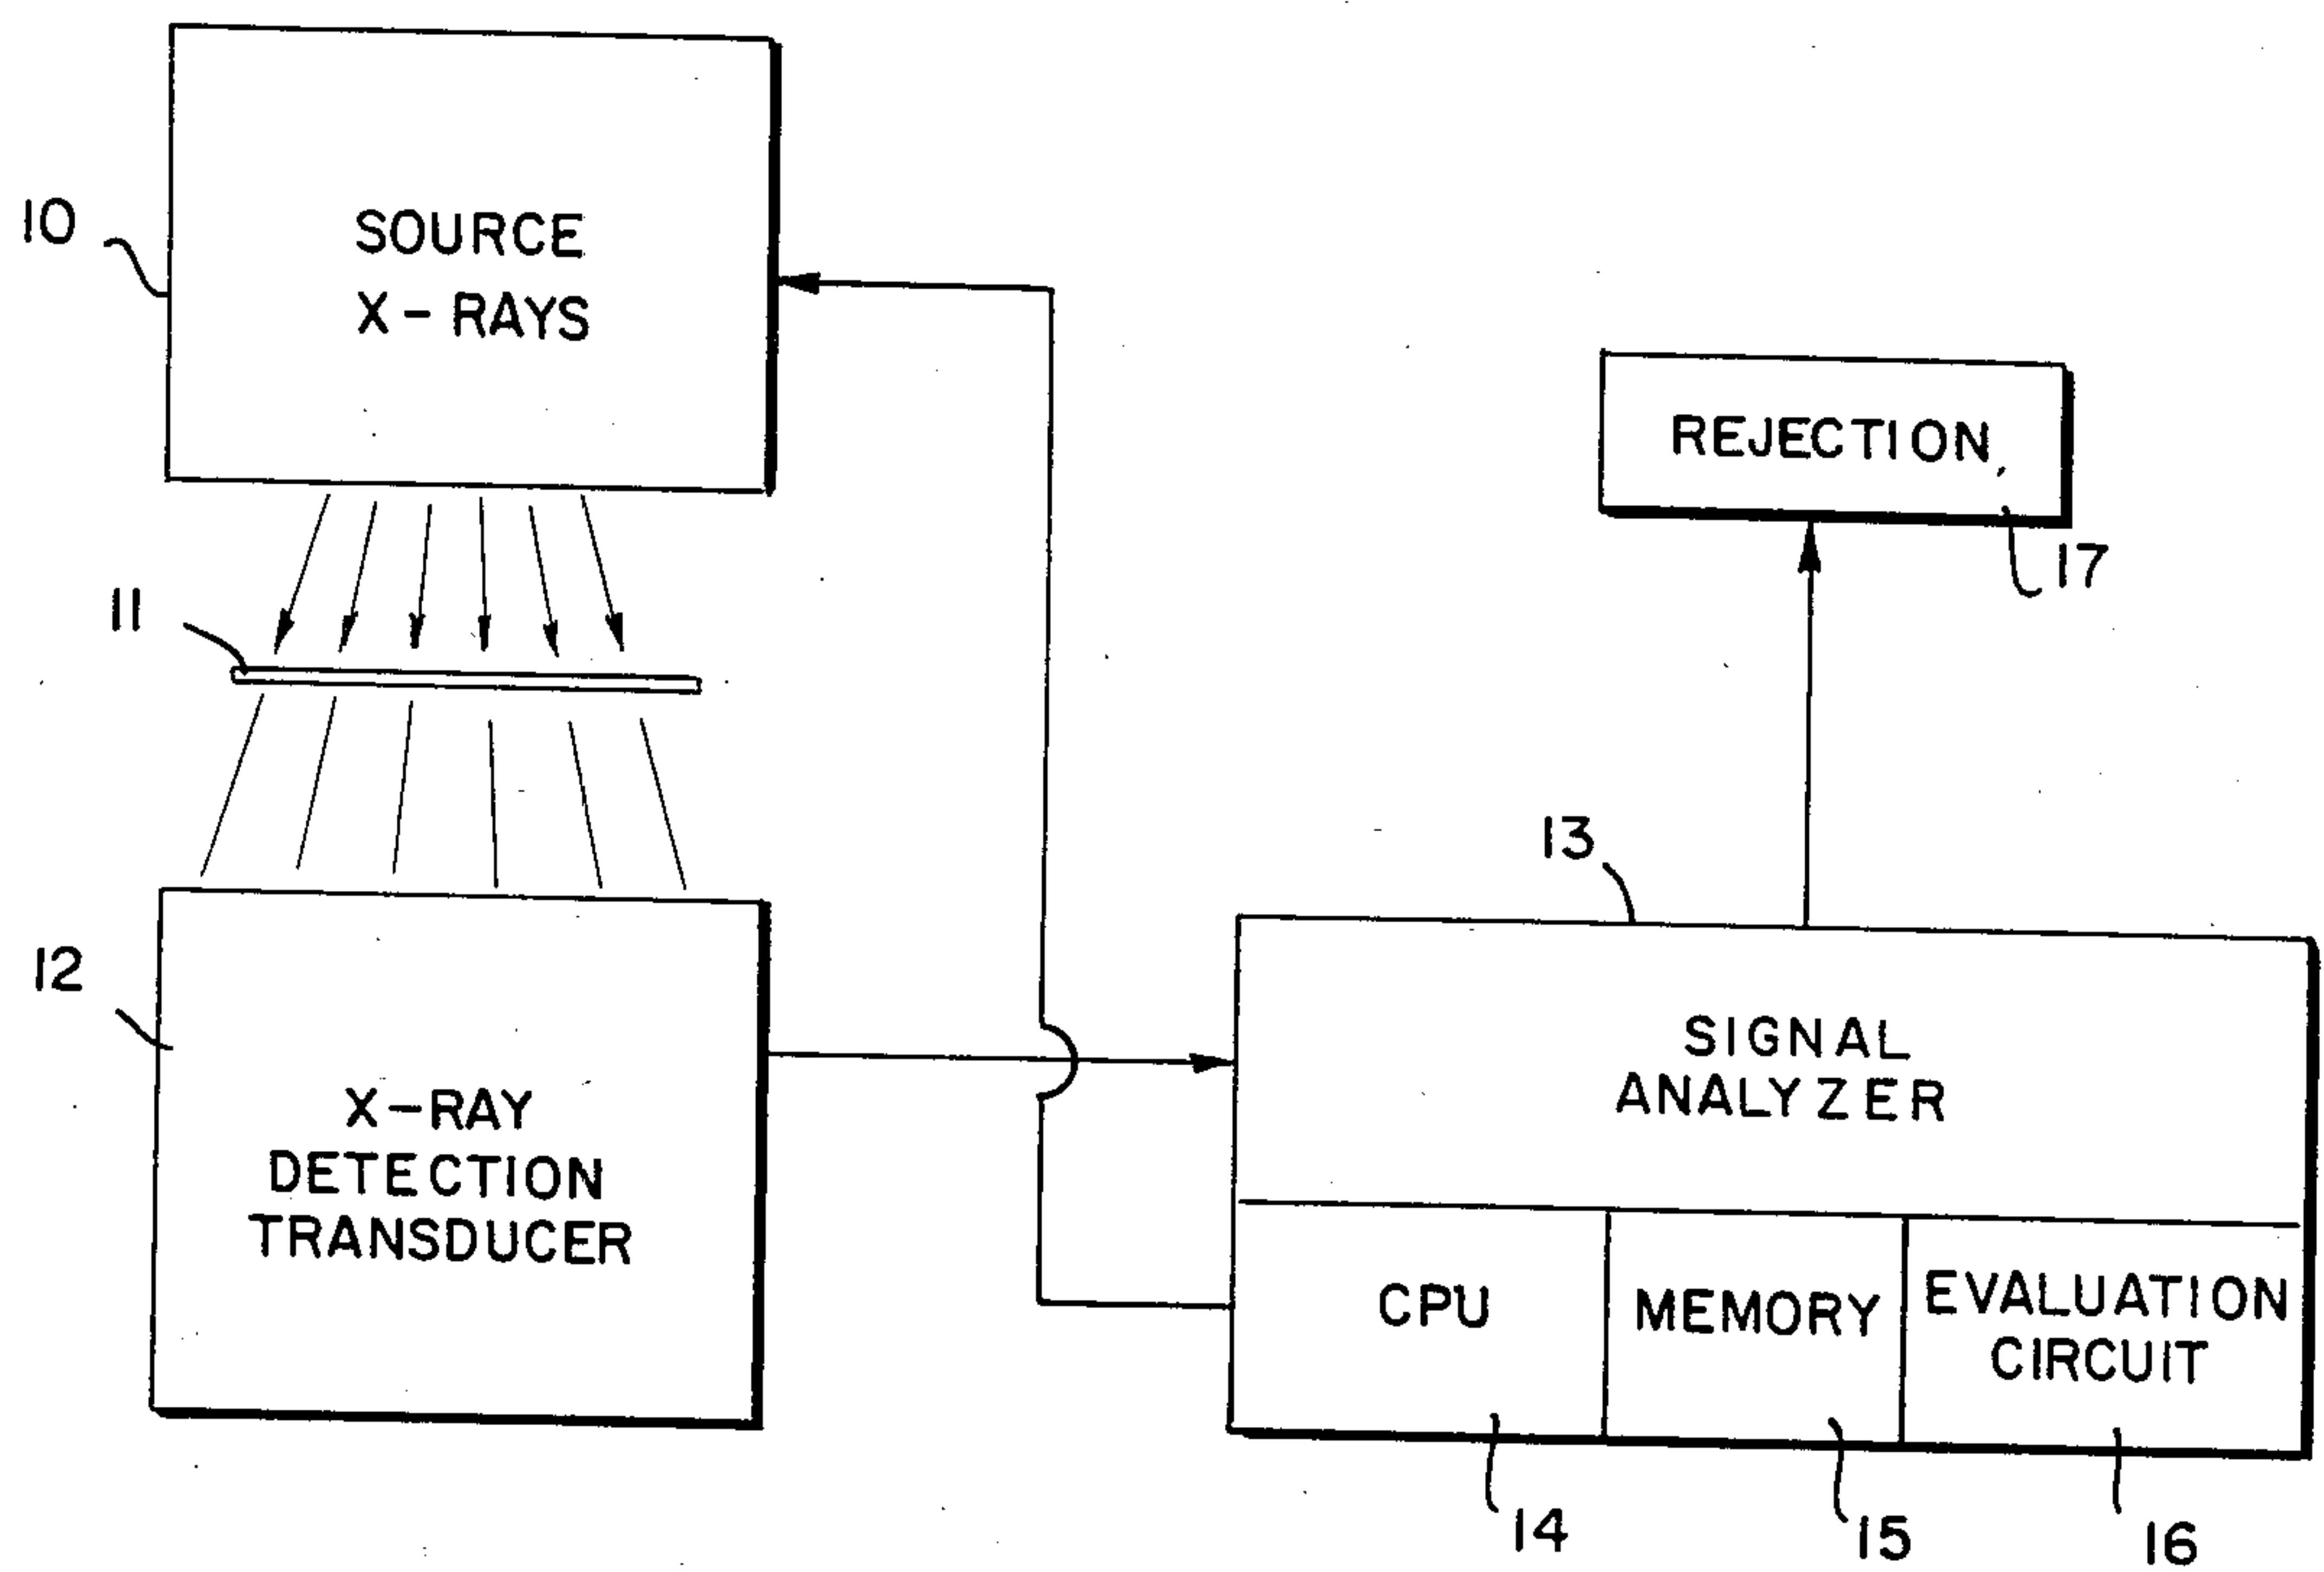 10
SOURCE
X-RAYS
11
12
X-RAY
DETECTION
TRANSDUCER
REJECTION
17
13
SIGNAL
ANALYZER
CPU
MEMORY
EVALUATION
CIRCUIT
14
15
16